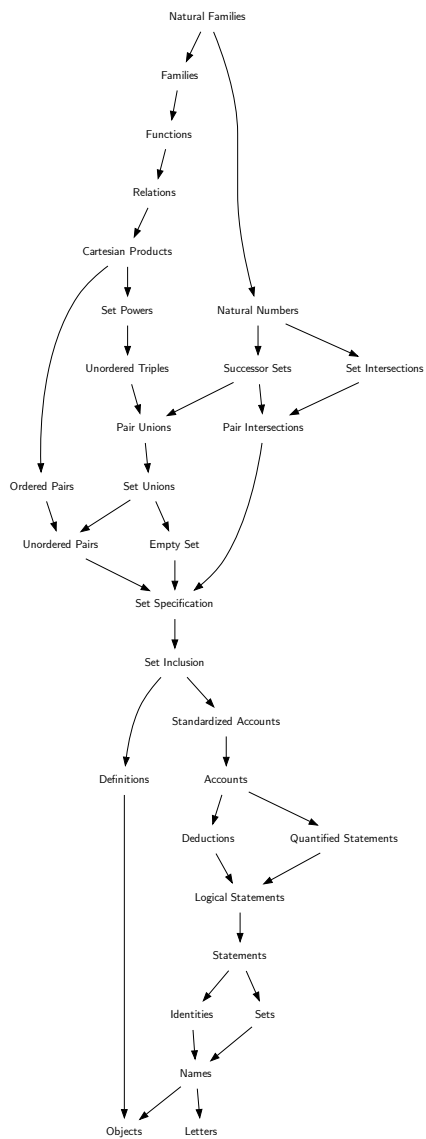 Natural Families
Families
Functions
Relations
Cartesian Products
Set Powers
Natural Numbers
Unordered Triples
Successor Sets
Set Intersections
Pair Unions
Pair Intersections
Ordered Pairs
Set Unions
Unordered Pairs
Empty Set
Set Specification
Set Inclusion
Standardized Accounts
Definitions
Accounts
Deductions
Quantified Statements
Logical Statements
Statements
Identities
Sets
Names
Objects
Letters